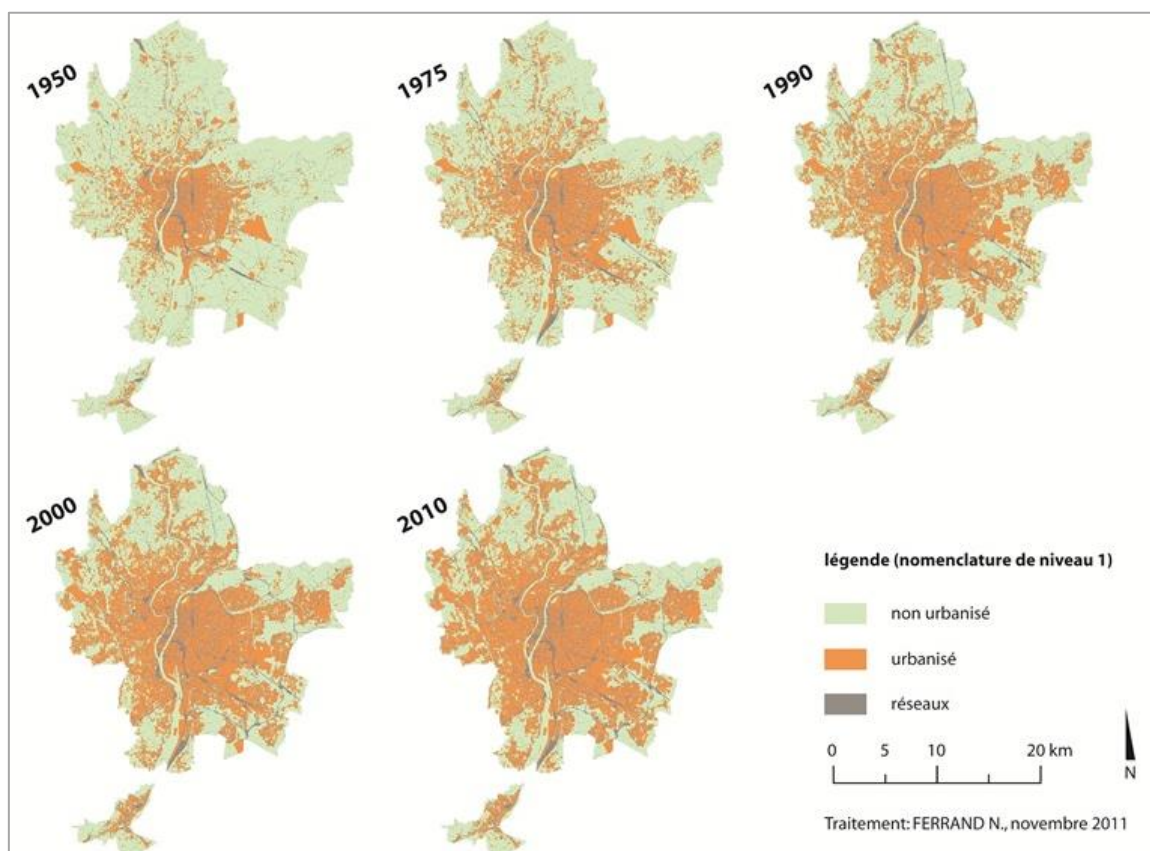 1950
1975
1990
2000
2010
légende (nomenclature de niveau 1)
non urbanisé
urbanisé
réseaux
0 5 10 20 km
N
Traitement: FERRAND N., novembre 2011